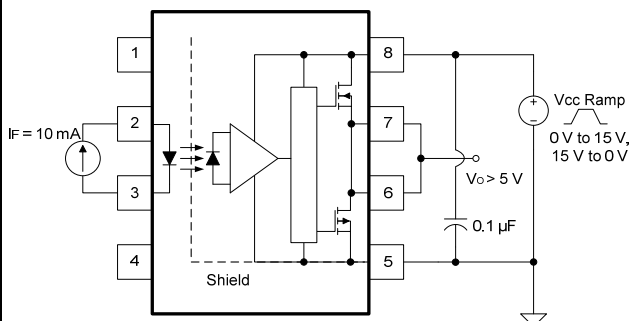 1
8
Vcc Ramp
0 V to 15 V,
15 V to 0 V
IF = 10 mA
2
7
VO > 5 V
3
6
0.1 µF
4
5
Shield
+
−